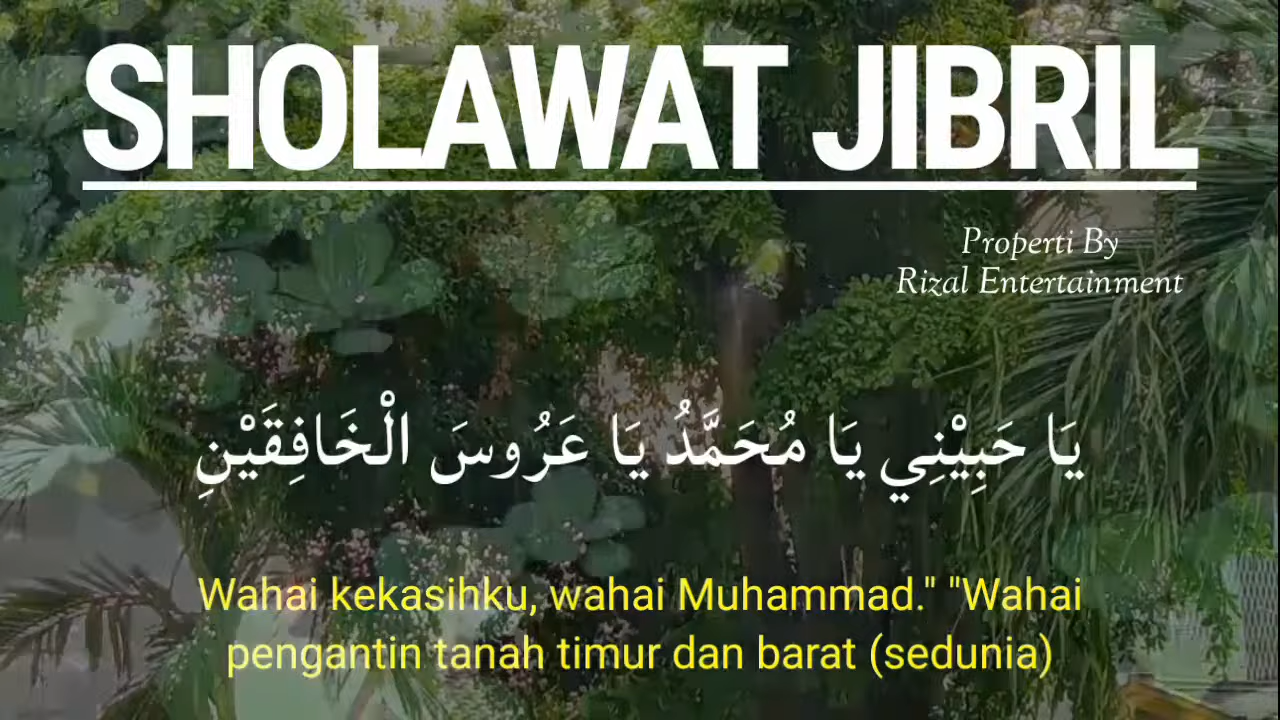 SHOLAWAT JIBRIL
Properti By
Rizal Entertainment
يَا حَبِيْنِي يَا مُحَمَّدُ يَا عَرُوسَ الْخَافِقَيْنِ
Wahai kekasihku, wahai Muhammad." "Wahai
pengantin tanah timur dan barat (sedunia)